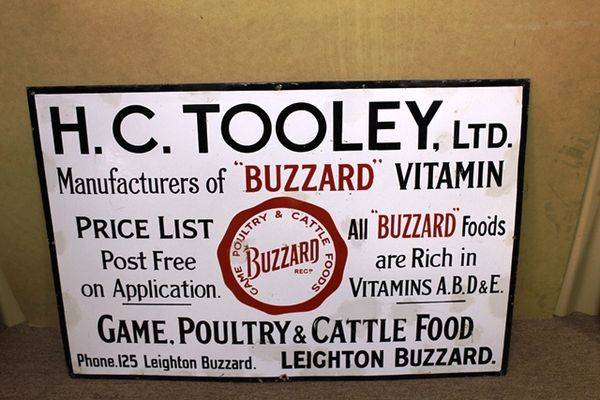 H.C. TOOLEY, LTD.
Manufacturers of "BUZZARD" VITAMIN
PRICE LIST
Post Free
on Application.
GAME POULTRY & CATTLE FOODS
BUZZARD
REGD
All "BUZZARD" Foods
are Rich in
VITAMINS A.B.D&E.
GAME, POULTRY & CATTLE FOOD
Phone.125 Leighton Buzzard. LEIGHTON BUZZARD.